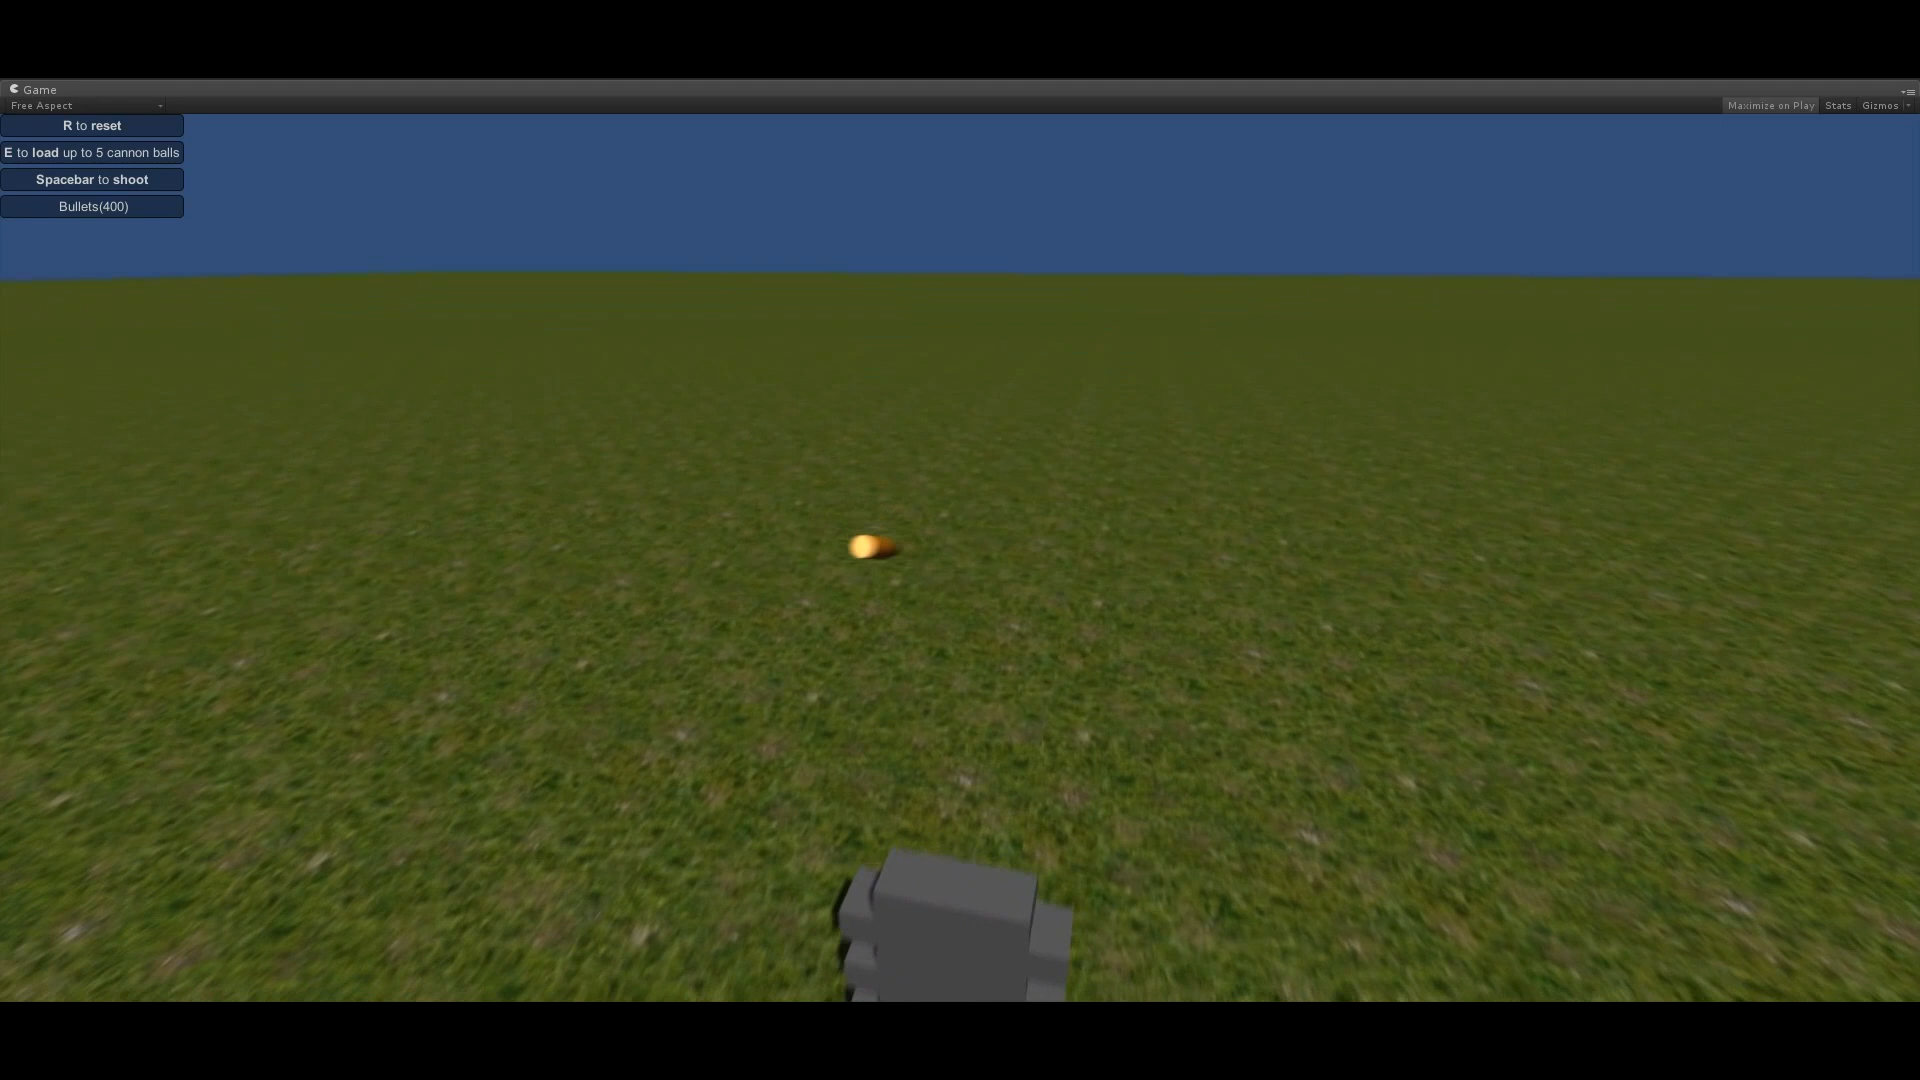 Game
Free Aspect
Maximize on Play Stats Gizmos
R to reset
E to load up to 5 cannon balls
Spacebar to shoot
Bullets(400)